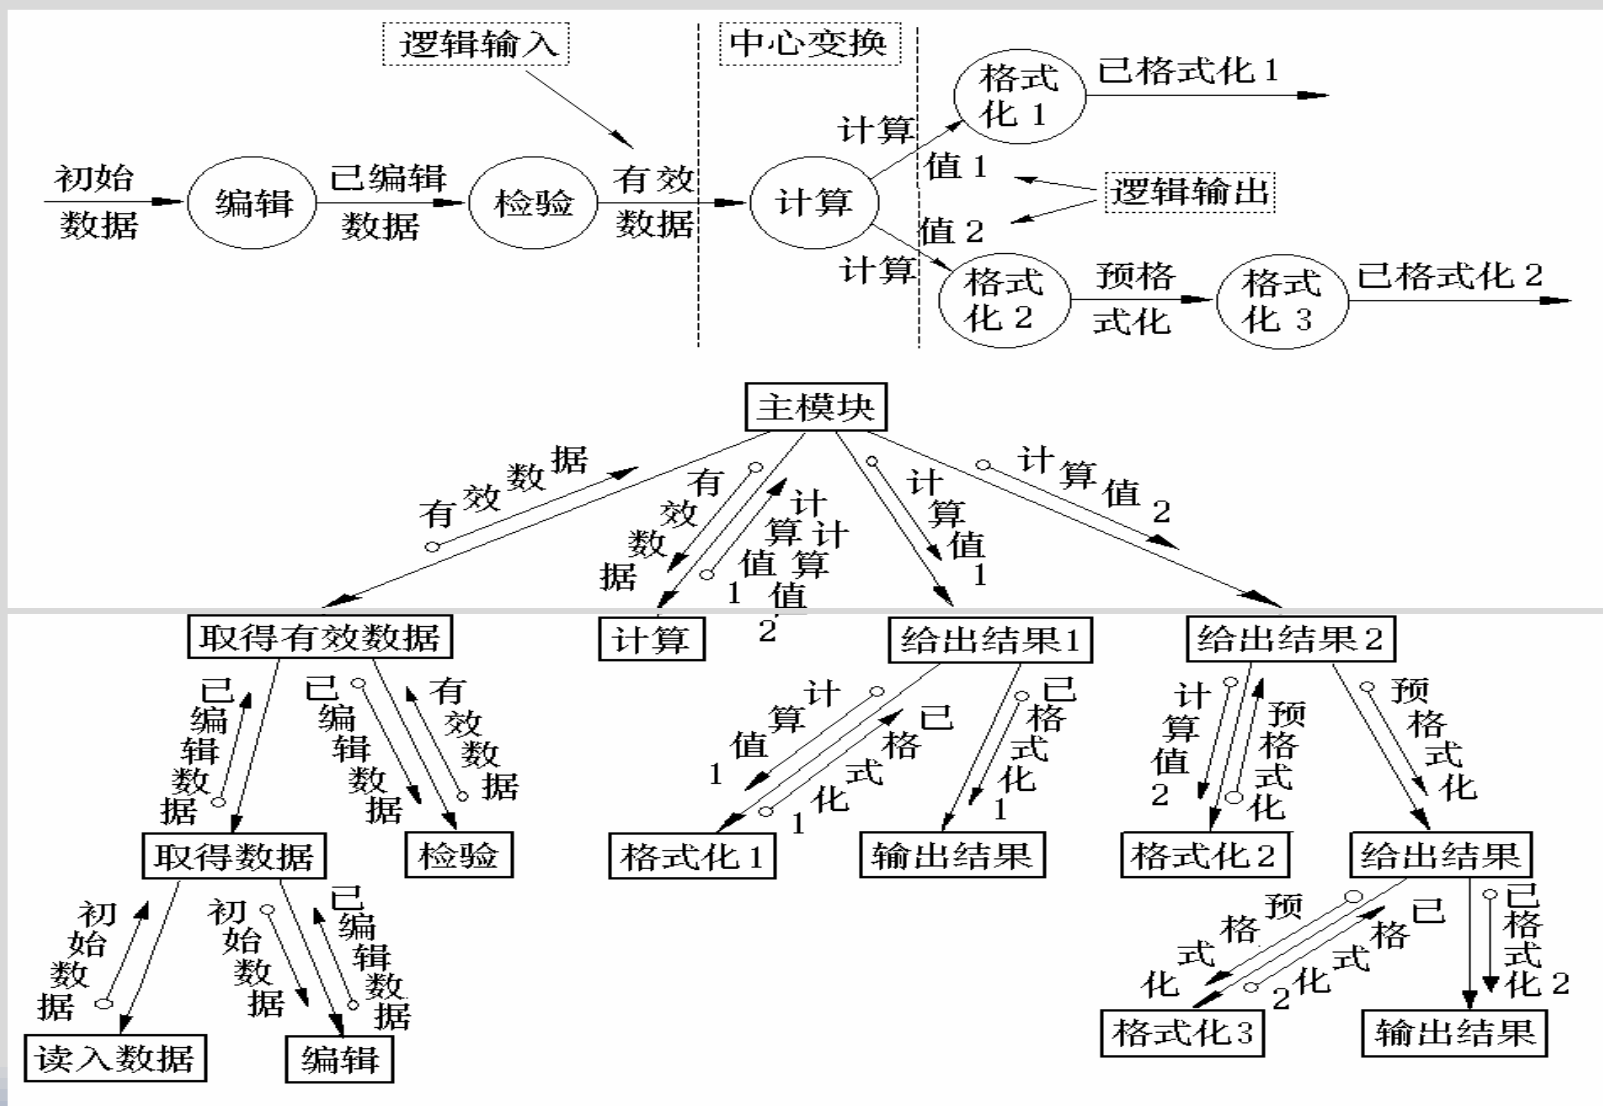 逻辑输入
中心变换
格式
化1
已格式化1
计算
值1
初始
数据
编辑
已编辑
数据
检验
有效
数据
计算
逻辑输出
值2
计算
格式
化2
预格
式化
格式
化3
已格式化2
主模块
有效数据
有效数据
计算值1
计算值2
计算值1
计算值2
取得有效数据
计算
给出结果1
给出结果2
已编辑数据
已编辑数据
有效数据
计算值1
已格式化1
已格式化1
计算值2
预格式化
预格式化
取得数据
检验
格式化1
输出结果
格式化2
给出结果
初始数据
初始数据
已编辑数据
预格式化
已格式化2
已格式化2
读入数据
编辑
格式化3
输出结果